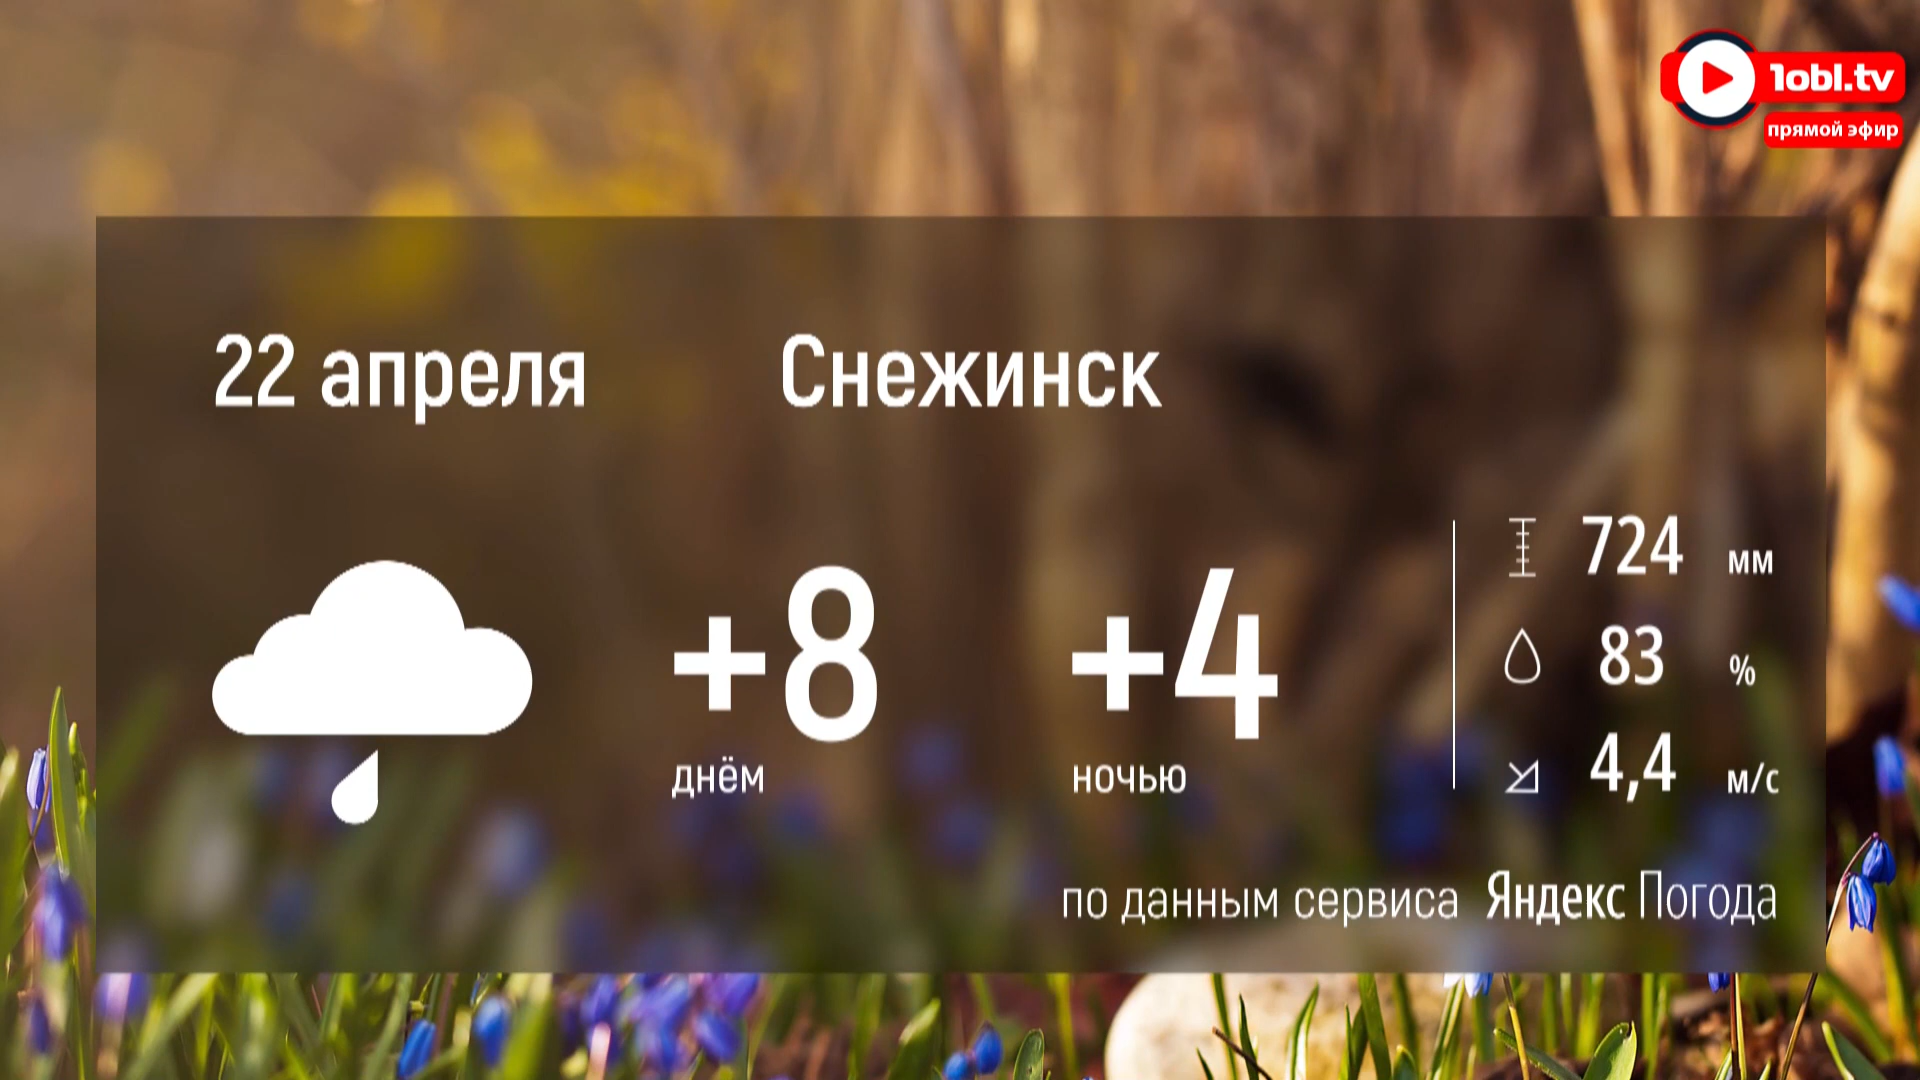 1obl.tv
прямой эфир
22 апреля
Снежинск
724 мм
+8
+4
83 %
днём
ночью
4,4 м/с
по данным сервиса Яндекс Погода